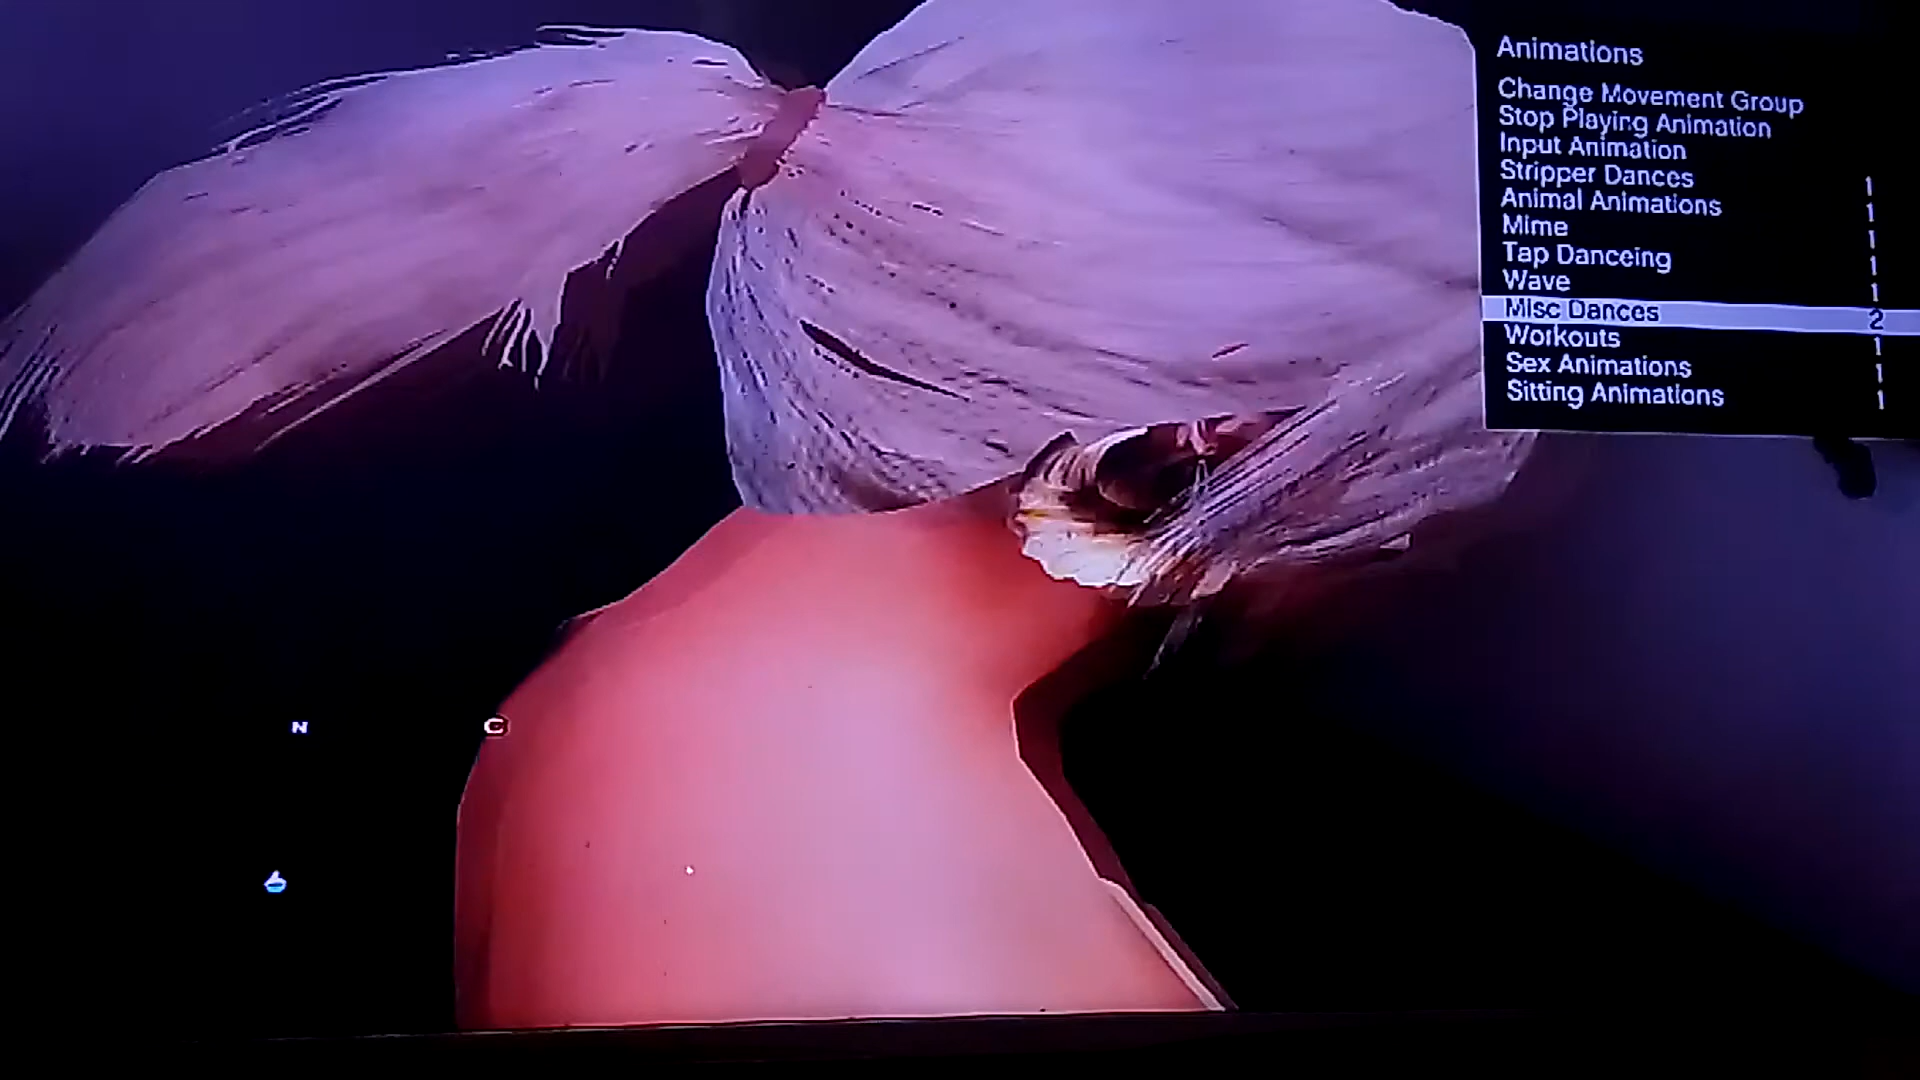 Animations
Change Movement Group
Stop Playing Animation
Input Animation
Stripper Dances 1
Animal Animations 1
Mime 1
Tap Danceing 1
Wave 1
Misc Dances 2
Workouts 1
Sex Animations 1
Sitting Animations 1
N
C